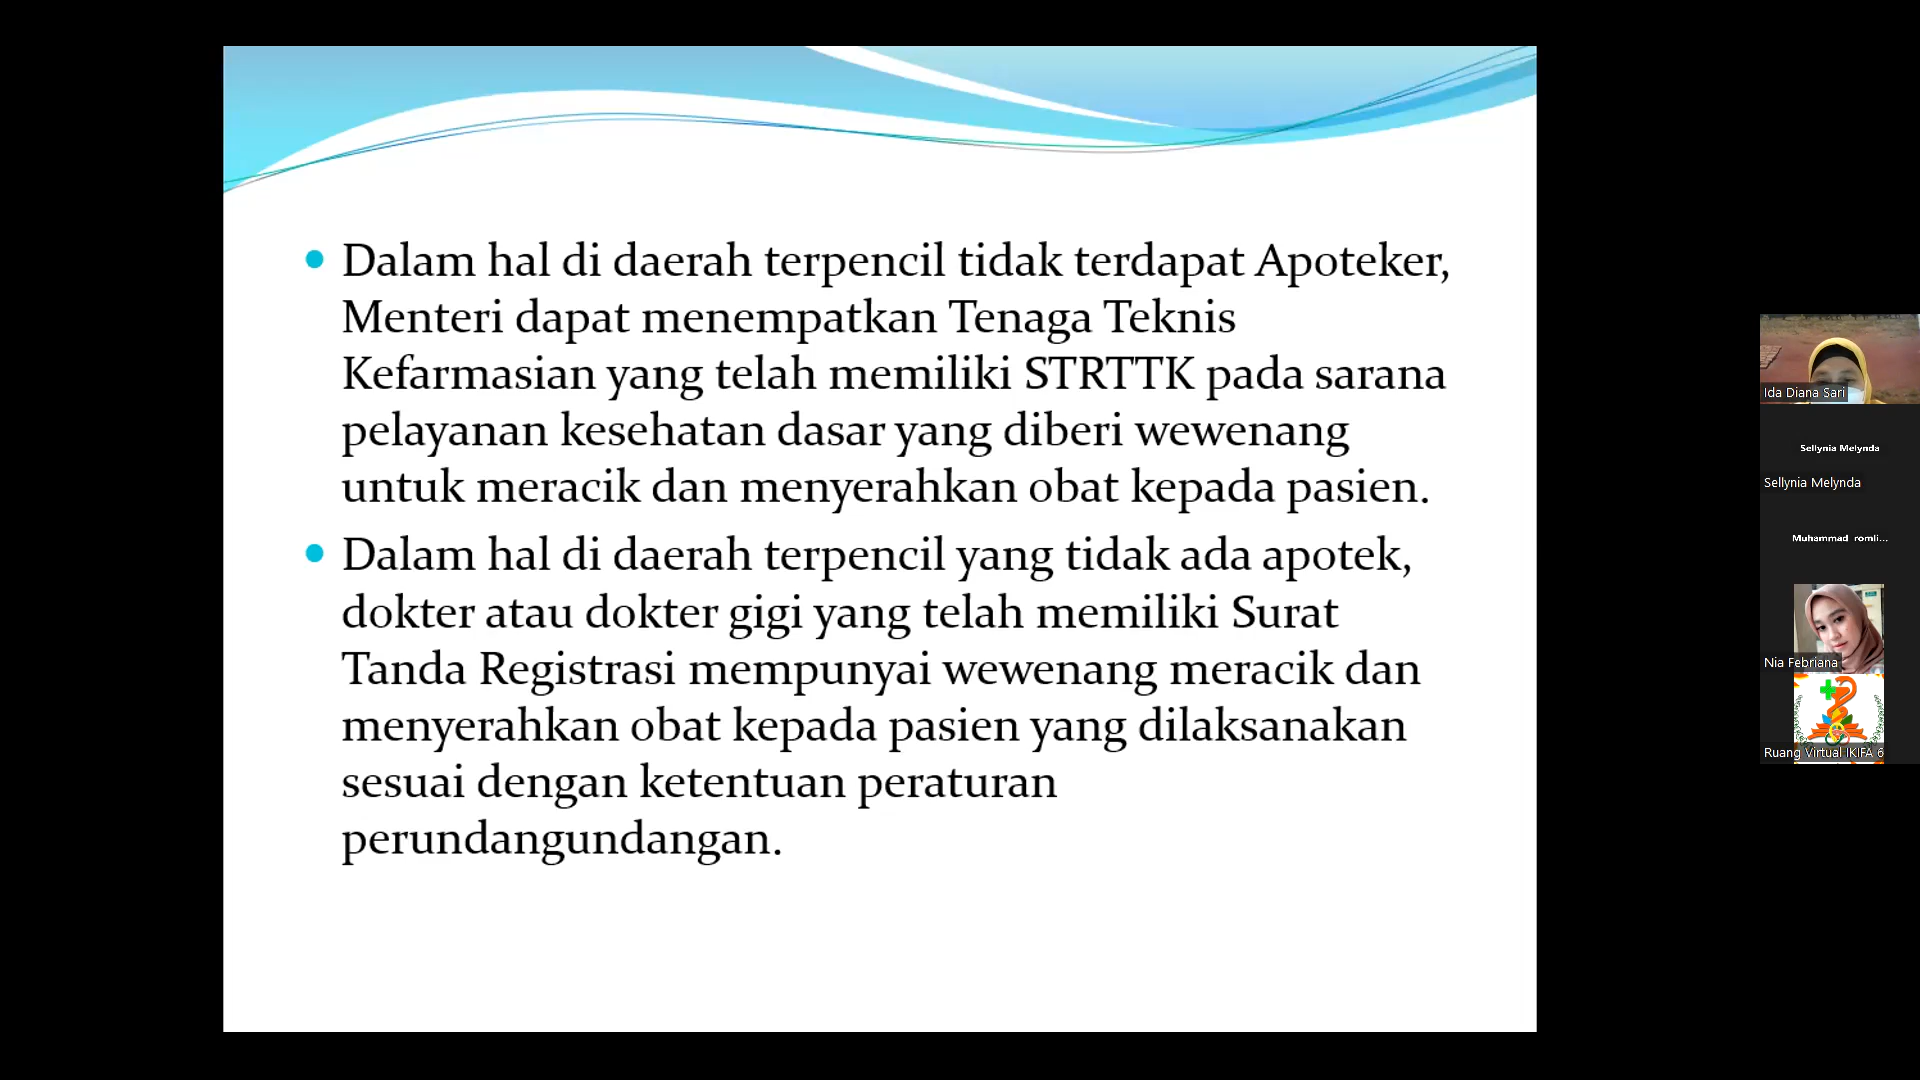 Dalam hal di daerah terpencil tidak terdapat Apoteker,
Menteri dapat menempatkan Tenaga Teknis
Kefarmasian yang telah memiliki STRTTK pada sarana
pelayanan kesehatan dasar yang diberi wewenang
untuk meracik dan menyerahkan obat kepada pasien.
Dalam hal di daerah terpencil yang tidak ada apotek,
dokter atau dokter gigi yang telah memiliki Surat
Tanda Registrasi mempunyai wewenang meracik dan
menyerahkan obat kepada pasien yang dilaksanakan
sesuai dengan ketentuan peraturan
perundangundangan.
Ida Diana Sari
Sellynia Melynda
Sellynia Melynda
Muhammad romli...
Nia Febriana
Ruang Virtual IKIFA 6